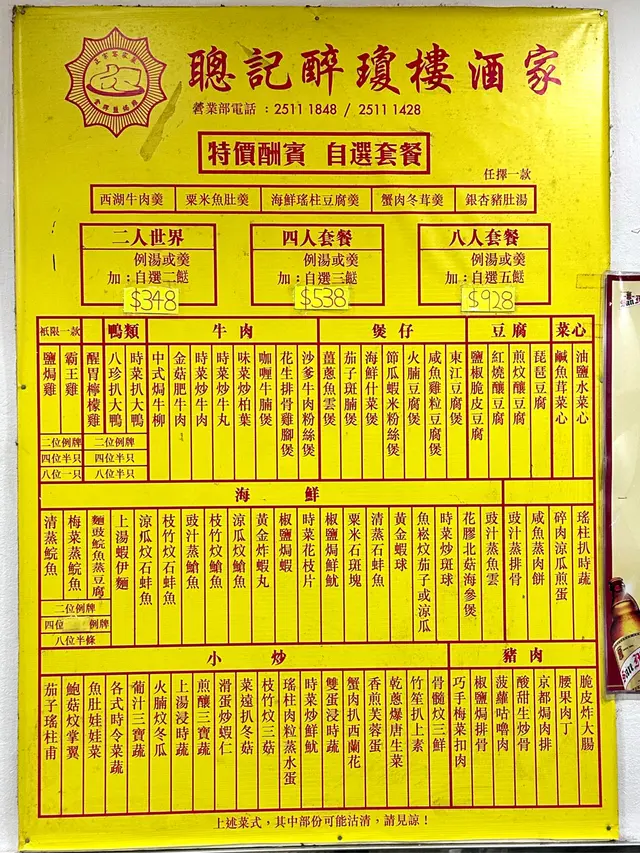 聰記醉瓊樓酒家
營業部電話：2511 1848 / 2511 1428
特價酬賓 自選套餐
任擇一款
西湖牛肉羹 粟米魚肚羹 海鮮瑤柱豆腐羹 蟹肉冬茸羹 銀杏豬肚湯
二人世界
例湯或羹
加：自選二餸
$348
四人套餐
例湯或羹
加：自選三餸
$538
八人套餐
例湯或羹
加：自選五餸
$928
祇限一款
鹽焗雞
霸王雞
醒胃檸檬雞
二位例牌
四位半只
八位一只
鴨類
八珍扒大鴨
時菜扒大鴨
二位例牌
四位半只
八位半只
牛肉
中式焗牛柳
金菇肥牛肉
時菜炒牛肉
時菜炒牛丸
味菜炒柏葉
咖喱牛腩煲
花生排骨雞腳煲
沙爹牛肉粉絲煲
煲仔
薑蔥魚雲煲
茄子斑腩煲
海鮮什菜煲
節瓜蝦米粉絲煲
火腩豆腐煲
咸魚雞粒豆腐煲
東江豆腐煲
豆腐
鹽椒脆皮豆腐
紅燒釀豆腐
煎炆釀豆腐
琵琶豆腐
菜心
鹹魚茸菜心
油鹽水菜心
海鮮
清蒸鯇魚
梅菜蒸鯇魚
麵豉鯇魚蒸豆腐
二位例牌
四位 例牌
八位半條
上湯蝦伊麵
涼瓜炆石蚌魚
枝竹炆石蚌魚
豉汁蒸鱠魚
枝竹炆鱠魚
涼瓜炆鱠魚
黃金炸蝦丸
椒鹽焗蝦
時菜花枝片
椒鹽焗鮮魷
粟米石斑塊
清蒸石蚌魚
黃金蝦球
魚崧炆茄子或涼瓜
時菜炒斑球
花膠北菇海參煲
豉汁蒸魚雲
豉汁蒸排骨
咸魚蒸肉餅
碎肉涼瓜煎蛋
瑤柱扒時蔬
小炒
茄子瑤柱甫
鮑菇炆掌翼
魚肚娃娃菜
各式時令菜蔬
葡汁三寶蔬
火腩炆冬瓜
上湯浸時蔬
煎釀三寶蔬
滑蛋炒蝦仁
菜遠扒冬菇
枝竹炆三菇
瑤柱肉粒蒸水蛋
時菜炒鮮魷
雙蛋浸時蔬
蟹肉扒西蘭花
香煎芙蓉蛋
乾蔥爆唐生菜
竹笙扒上素
骨髓炆三鮮
豬肉
巧手梅菜扣肉
椒鹽焗排骨
菠蘿咕嚕肉
酸甜生炒骨
京都焗肉排
腰果肉丁
脆皮炸大腸
上述菜式，其中部份可能沽清，請見諒！